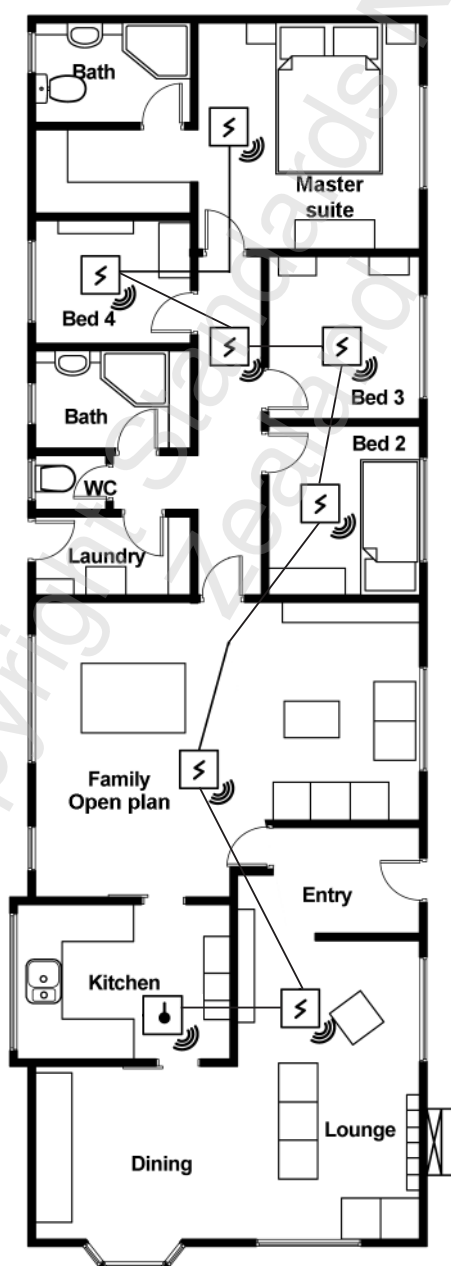 Bath
Master
suite
Bed 4
Bed 3
Bath
Bed 2
WC
Laundry
Family
Open plan
Entry
Kitchen
Lounge
Dining